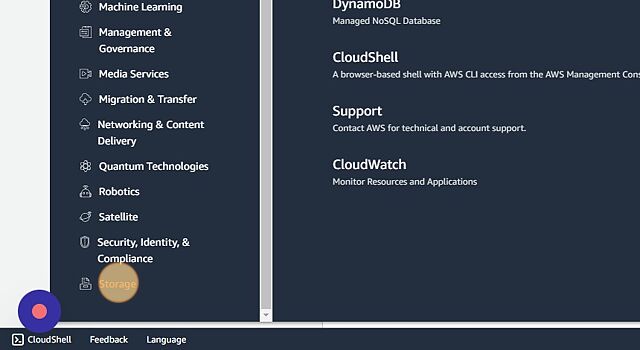 Machine Learning
Management &
Governance
Media Services
Migration & Transfer
Networking & Content
Delivery
Quantum Technologies
Robotics
Satellite
Security, Identity, &
Compliance
Storage
DynamoDB
Managed NoSQL Database
CloudShell
A browser-based shell with AWS CLI access from the AWS Management
Support
Contact AWS for technical and account support.
CloudWatch
Monitor Resources and Applications
CloudShell Feedback Language